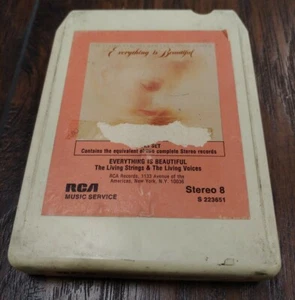 Everything is Beautiful
SET
Contains the equivalent of two complete Stereo records
EVERYTHING IS BEAUTIFUL
The Living Strings & The Living Voices
RCA Records, 1133 Avenue of the
Americas, New York, N.Y. 10036
RCA
MUSIC SERVICE
Stereo 8
S 223651